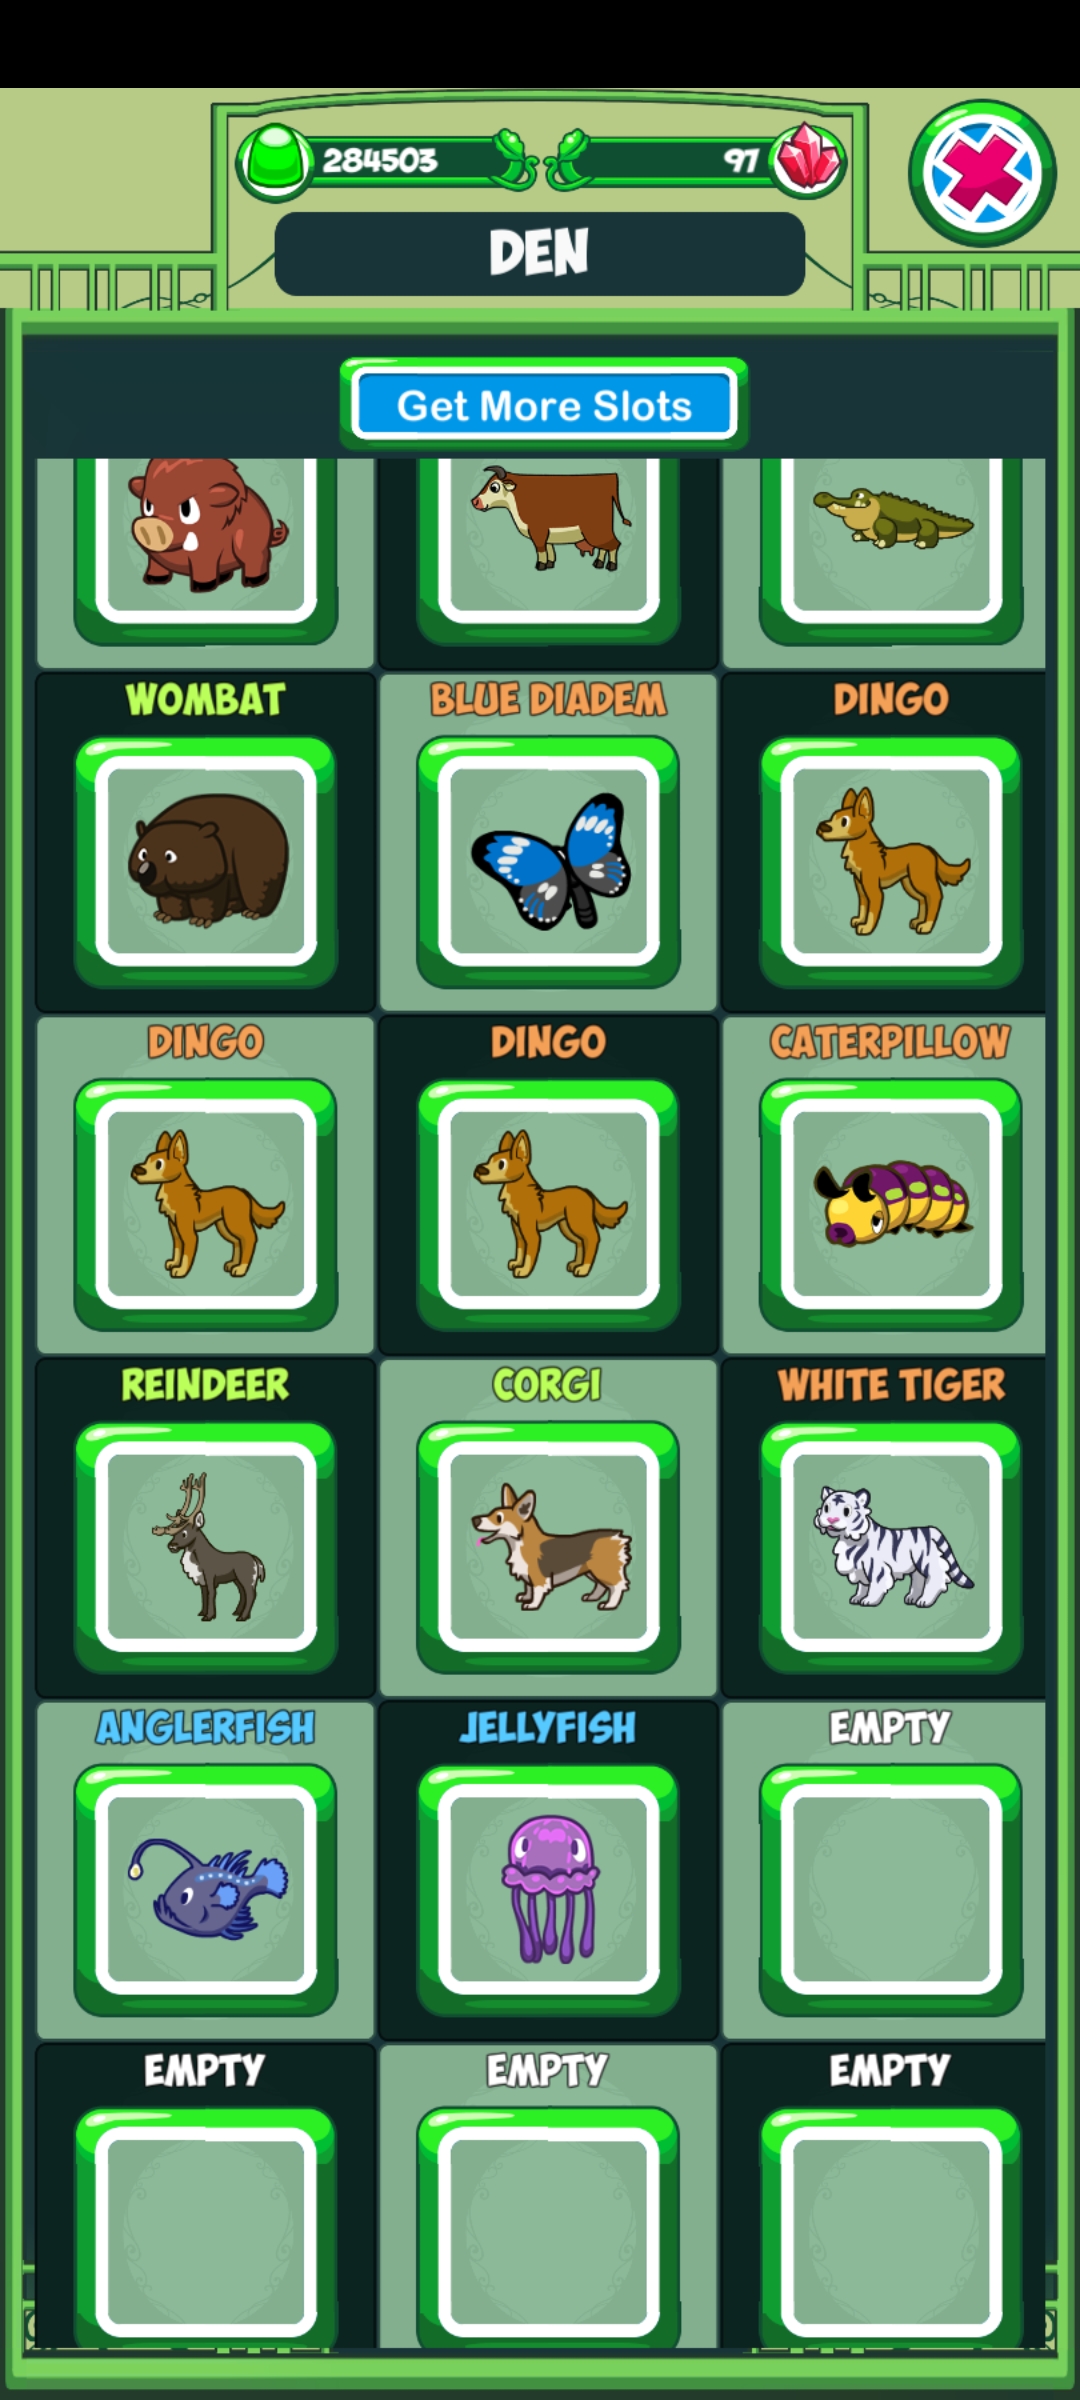 284503
97
DEN
Get More Slots
WOMBAT
BLUE DIADEM
DINGO
DINGO
DINGO
CATERPILLOW
REINDEER
CORGI
WHITE TIGER
ANGLERFISH
JELLYFISH
EMPTY
EMPTY
EMPTY
EMPTY